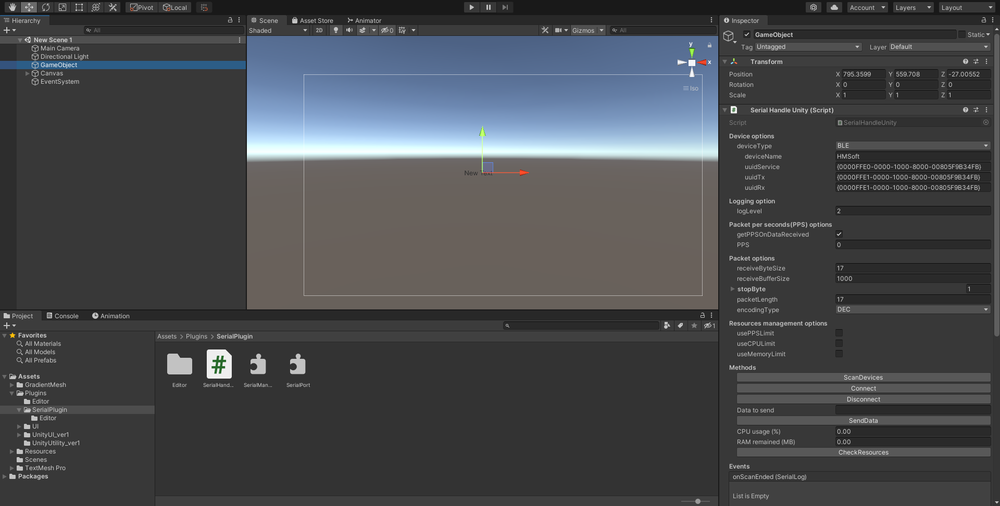 Pivot Local Account Layers Layout
Hierarchy
All
New Scene 1
Main Camera
Directional Light
GameObject
Canvas
EventSystem
Scene Asset Store Animator
Shaded 2D 0 Gizmos All
y
x
Iso
New Text
Project Console Animation
1
Favorites
All Materials
All Models
All Prefabs
Assets
GradientMesh
Plugins
Editor
SerialPlugin
Editor
UI
UnityUI_ver1
UnityUtility_ver1
Resources
Scenes
TextMesh Pro
Packages
Assets > Plugins > SerialPlugin
Editor SerialHand... SerialMan... SerialPort
Inspector
GameObject Static
Tag Untagged Layer Default
Transform
Position X 795.3599 Y 559.708 Z -27.00552
Rotation X 0 Y 0 Z 0
Scale X 1 Y 1 Z 1
# Serial Handle Unity (Script)
Script SerialHandleUnity
Device options
deviceType BLE
deviceName HMSoft
uuidService {0000FFE0-0000-1000-8000-00805F9B34FB}
uuidTx {0000FFE1-0000-1000-8000-00805F9B34FB}
uuidRx {0000FFE1-0000-1000-8000-00805F9B34FB}
Logging option
logLevel 2
Packet per seconds(PPS) options
getPPSOnDataReceived
PPS 0
Packet options
receiveByteSize 17
receiveBufferSize 1000
stopByte 1
packetLength 17
encodingType DEC
Resources management options
usePPSLimit
useCPULimit
useMemoryLimit
Methods
ScanDevices
Connect
Disconnect
Data to send
SendData
CPU usage (%) 0.00
RAM remained (MB) 0.00
CheckResources
Events
onScanEnded (SerialLog)
List is Empty